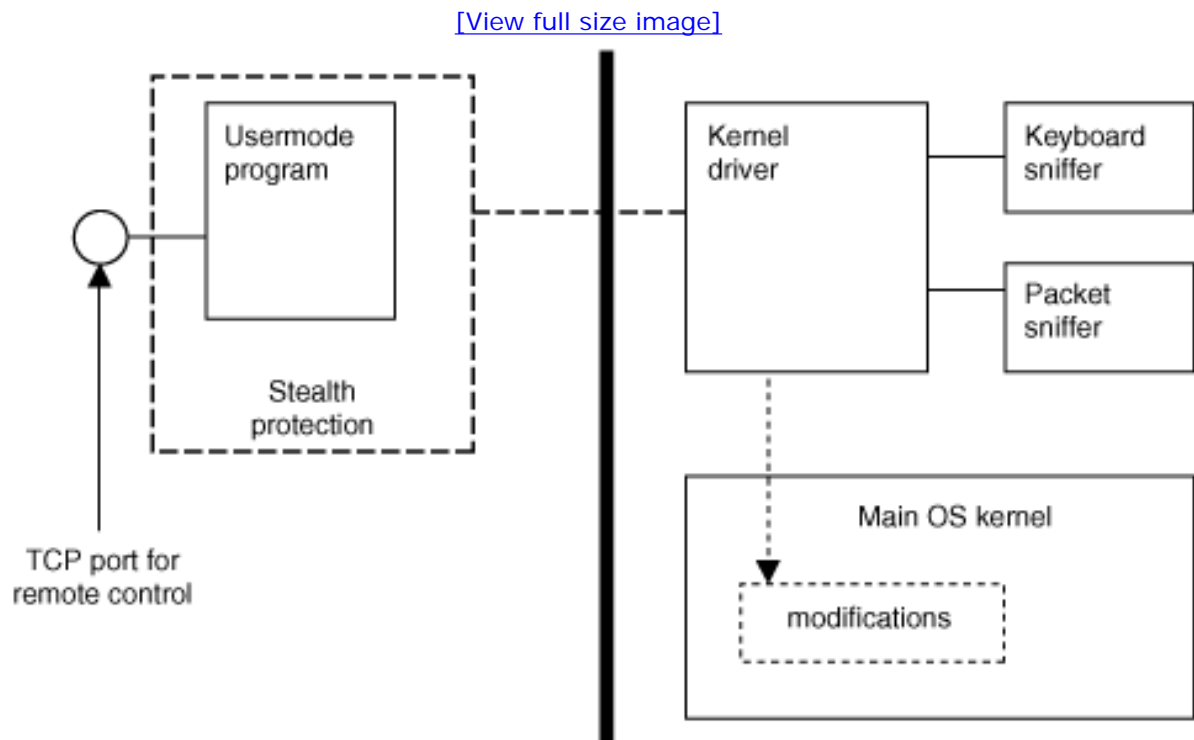 [View full size image]
Usermode
program
Stealth
protection
TCP port for
remote control
Kernel
driver
Keyboard
sniffer
Packet
sniffer
Main OS kernel
modifications